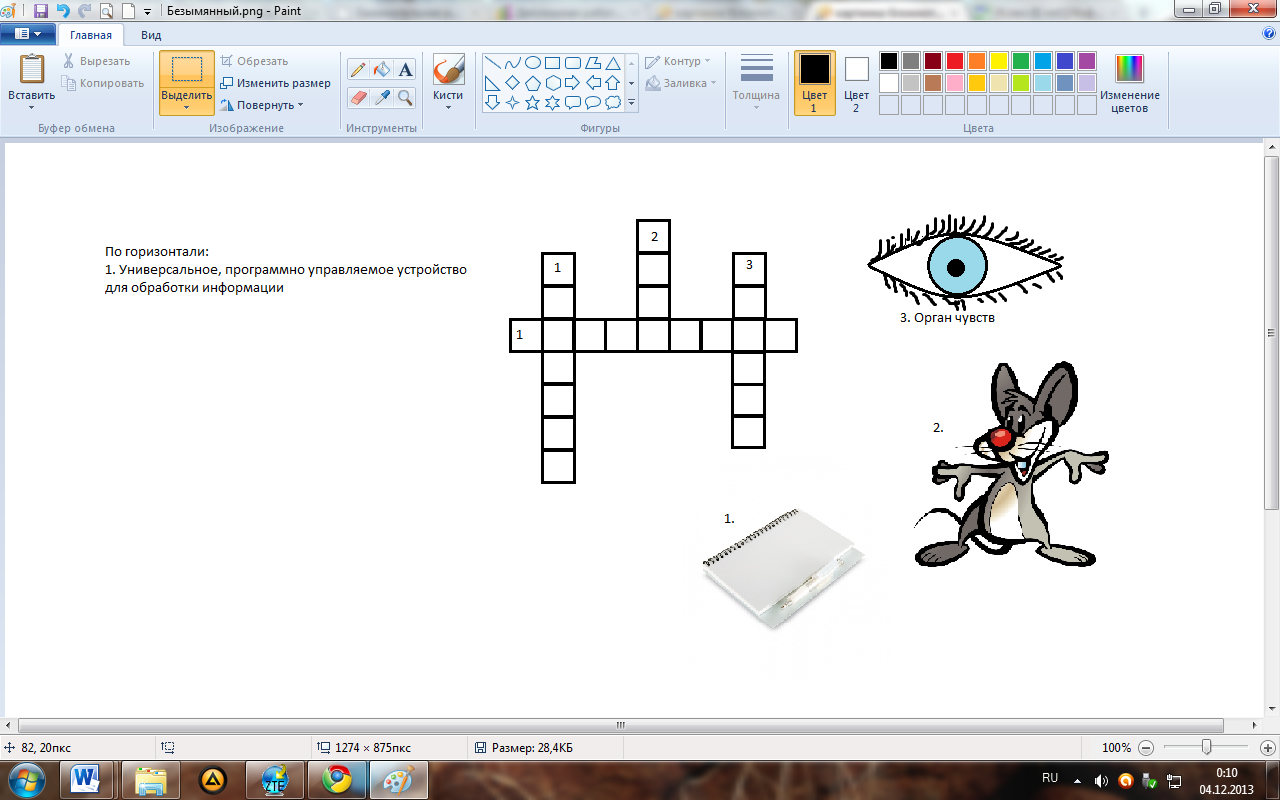 Безымянный.png - Paint
Главная
Вид
Вставить
Вырезать
Копировать
Буфер обмена
Выделить
Обрезать
Изменить размер
Повернуть
Изображение
A
Инструменты
Кисти
Контур
Заливка
Фигуры
Толщина
Цвет
1
Цвет
2
Изменение
цветов
Цвета
По горизонтали:
1. Универсальное, программно управляемое устройство
для обработки информации
2
1
3
1
3. Орган чувств
2.
1.
82, 20пкс
1274 × 875пкс
Размер: 28,4КБ
100%
W
ZTE
RU
0:10
04.12.2013